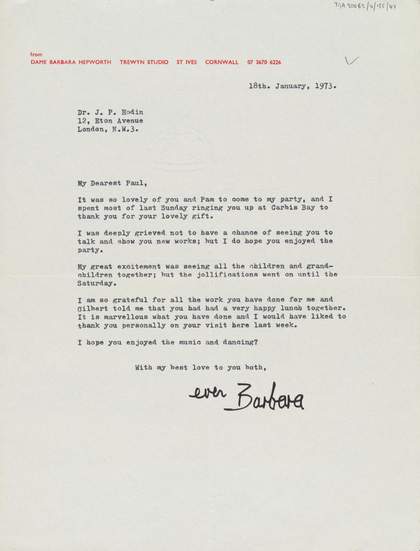 from
DAME BARBARA HEPWORTH TREWYN STUDIO ST IVES CORNWALL 07 3670 6226
18th. January, 1973.
Dr. J. P. Hodin
12, Eton Avenue
London, N.W.3.
My Dearest Paul,
It was so lovely of you and Pam to come to my party, and I
spent most of last Sunday ringing you up at Carbis Bay to
thank you for your lovely gift.
I was deeply grieved not to have a chance of seeing you to
talk and show you new works; but I do hope you enjoyed the
party.
My great excitement was seeing all the children and grand-
children together; but the jollifications went on until the
Saturday.
I am so grateful for all the work you have done for me and
Gilbert told me that you had had a very happy lunch together.
It is marvellous what you have done and I would have liked to
thank you personally on your visit here last week.
I hope you enjoyed the music and dancing?
With my best love to you both,
ever Barbara